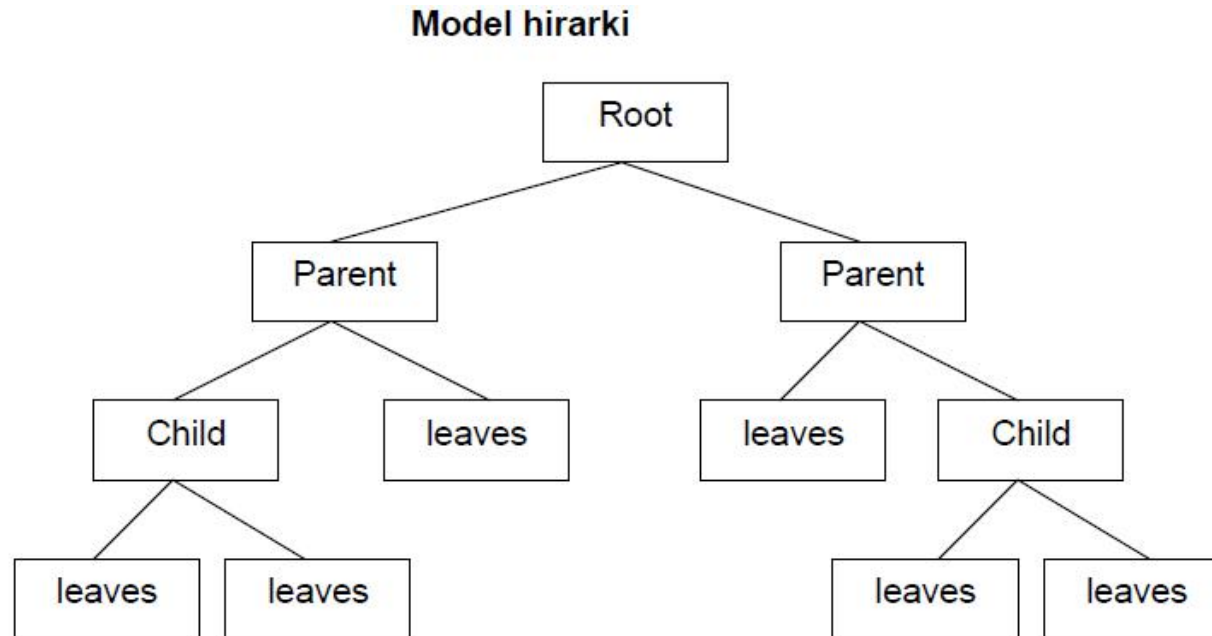 Model hirarki
Root
Parent
Parent
Child
leaves
leaves
Child
leaves
leaves
leaves
leaves